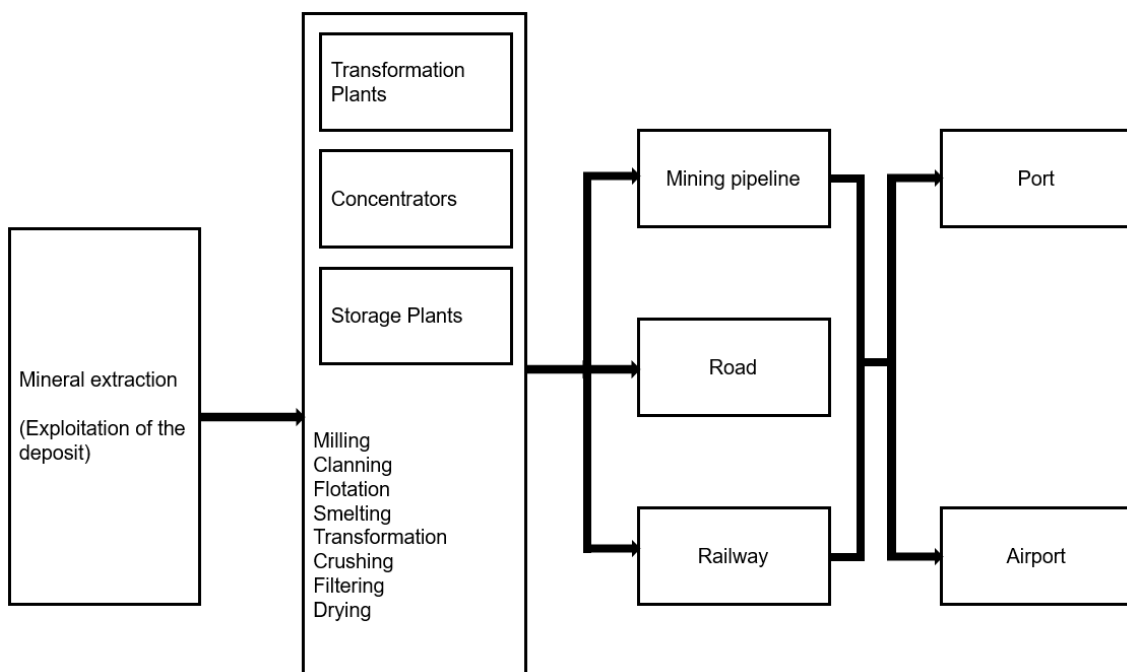 Mineral extraction
(Exploitation of the
deposit)
Transformation
Plants
Concentrators
Storage Plants
Milling
Clanning
Flotation
Smelting
Transformation
Crushing
Filtering
Drying
Mining pipeline
Road
Railway
Port
Airport